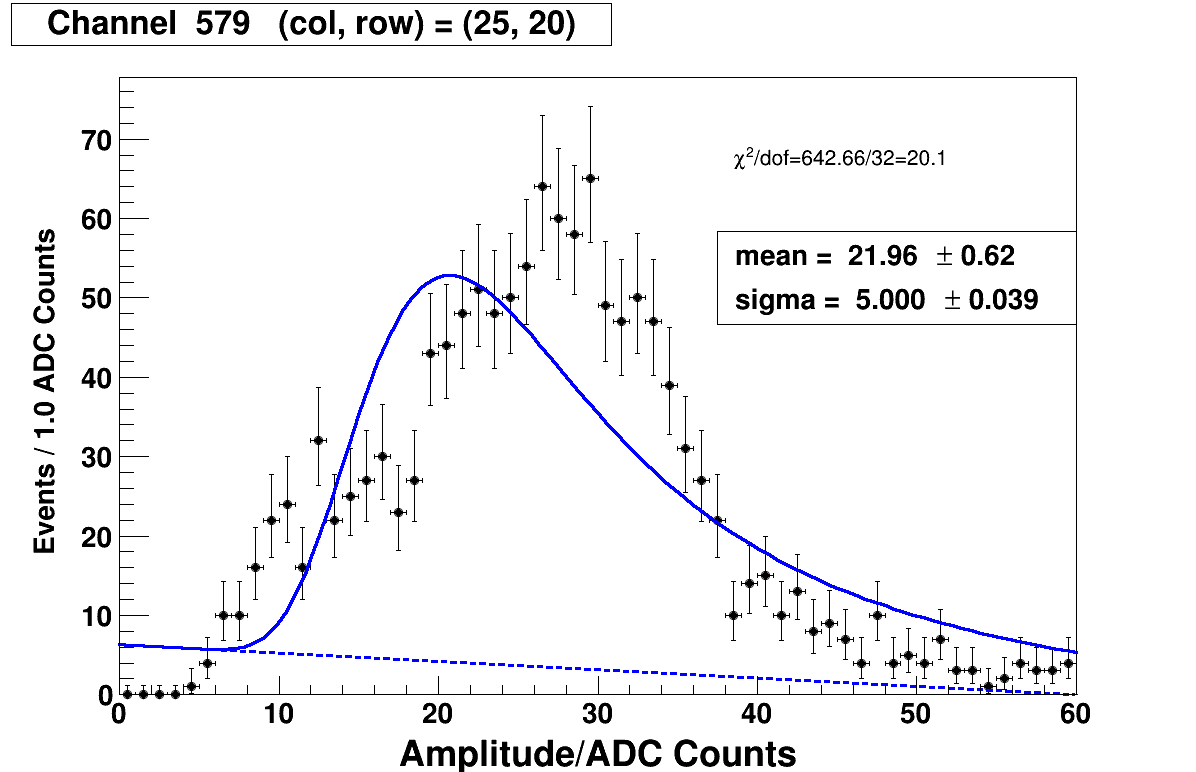 Channel 579 (col, row) = (25, 20)
χ²/dof=642.66/32=20.1
mean = 21.96 ± 0.62
sigma = 5.000 ± 0.039
Events / 1.0 ADC Counts
70
60
50
40
30
20
10
0
0 10 20 30 40 50 60
Amplitude/ADC Counts